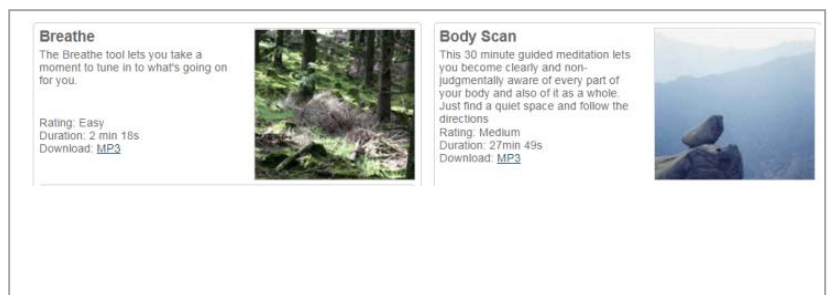 Breathe
The Breathe tool lets you take a
moment to tune in to what's going on
for you.
Rating: Easy
Duration: 2 min 18s
Download: MP3
Body Scan
This 30 minute guided meditation lets
you become clearly and non-
judgmentally aware of every part of
your body and also of it as a whole.
Just find a quiet space and follow the
directions
Rating: Medium
Duration: 27min 49s
Download: MP3